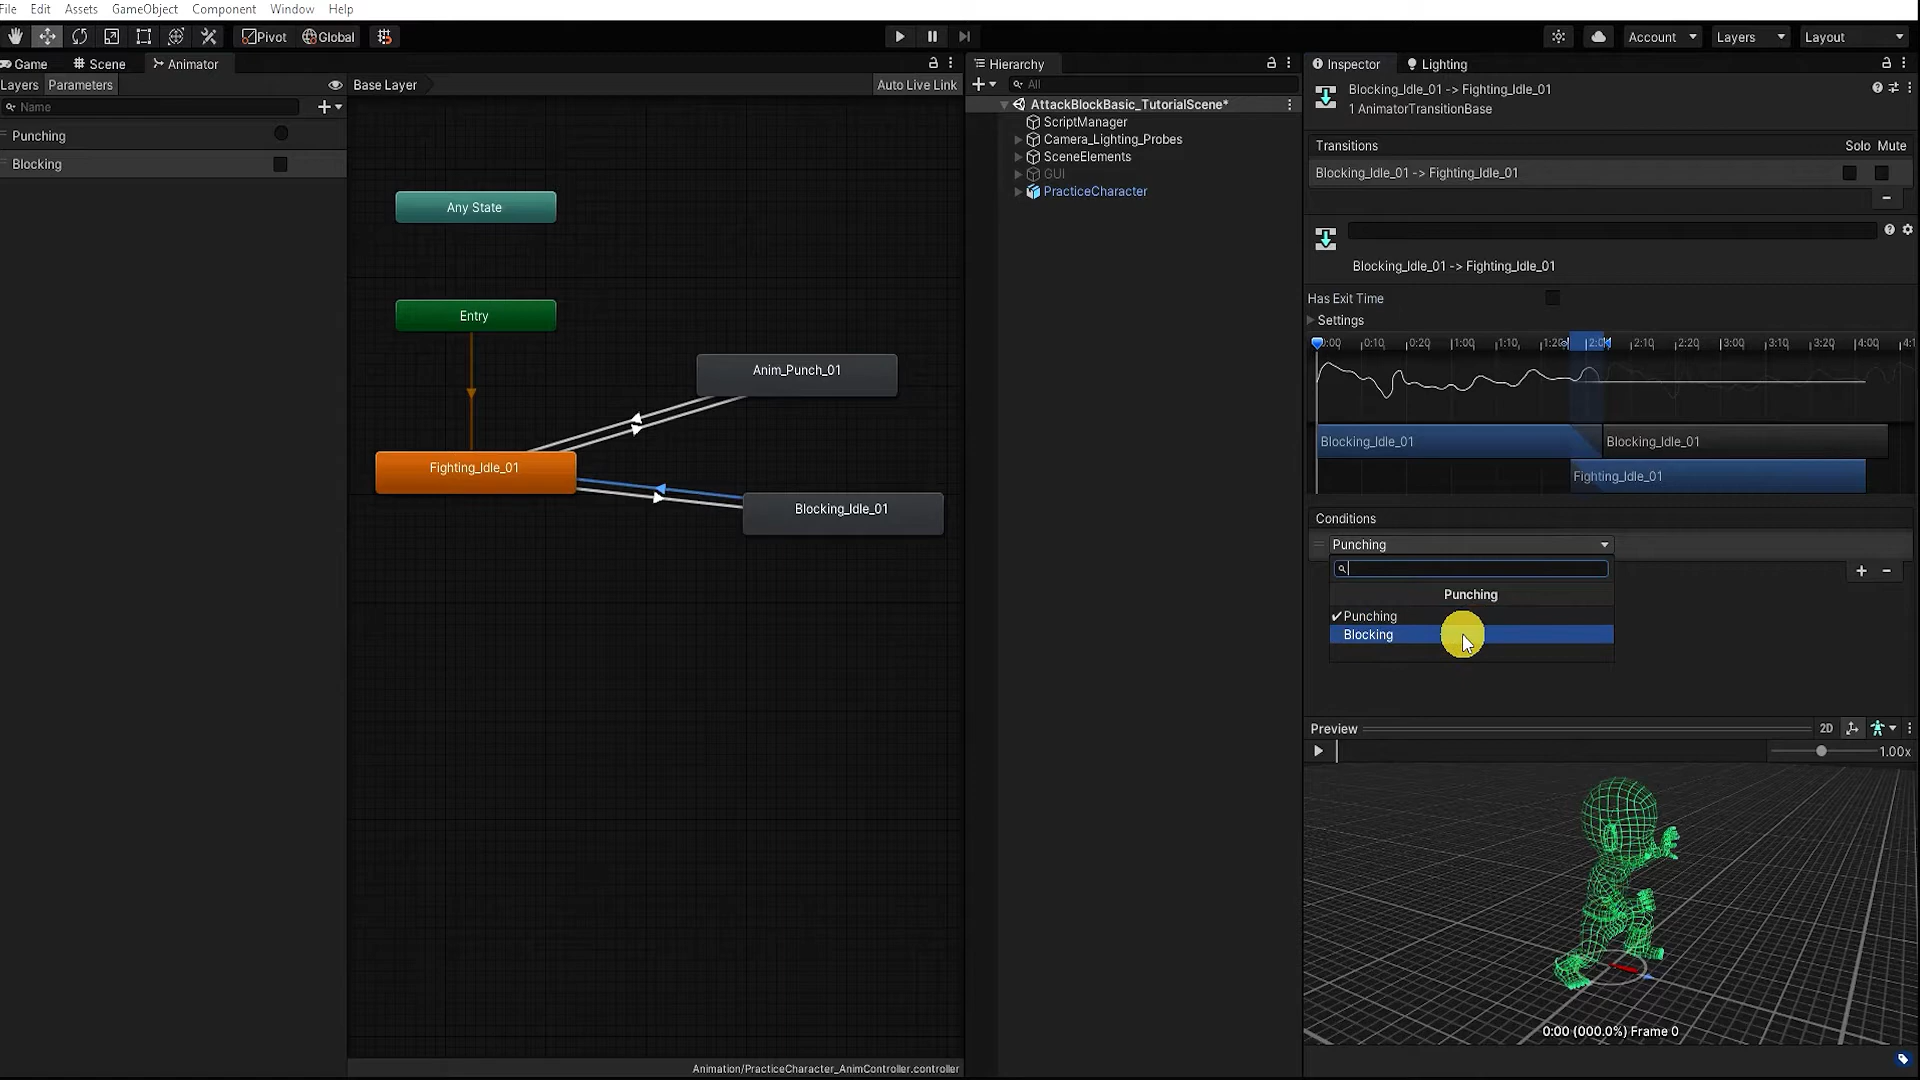 File Edit Assets GameObject Component Window Help
Pivot Global Account Layers Layout
Game Scene Animator
Layers Parameters
Name
Punching
Blocking
Base Layer Auto Live Link
Any State
Entry
Anim_Punch_01
Fighting_Idle_01
Blocking_Idle_01
Animation/PracticeCharacter_AnimController.controller
Hierarchy
All
AttackBlockBasic_TutorialScene*
ScriptManager
Camera_Lighting_Probes
SceneElements
GUI
PracticeCharacter
Inspector Lighting
Blocking_Idle_01 -> Fighting_Idle_01
1 AnimatorTransitionBase
Transitions Solo Mute
Blocking_Idle_01 -> Fighting_Idle_01
Blocking_Idle_01 -> Fighting_Idle_01
Has Exit Time
Settings
0:10 0:20 1:00 1:10 1:20 2:0 2:10 2:20 3:00 3:10 3:20 4:00
Blocking_Idle_01 Blocking_Idle_01
Fighting_Idle_01
Conditions
Punching
Punching
Punching
Blocking
Preview 2D
1.00x
0:00 (000.0%) Frame 0